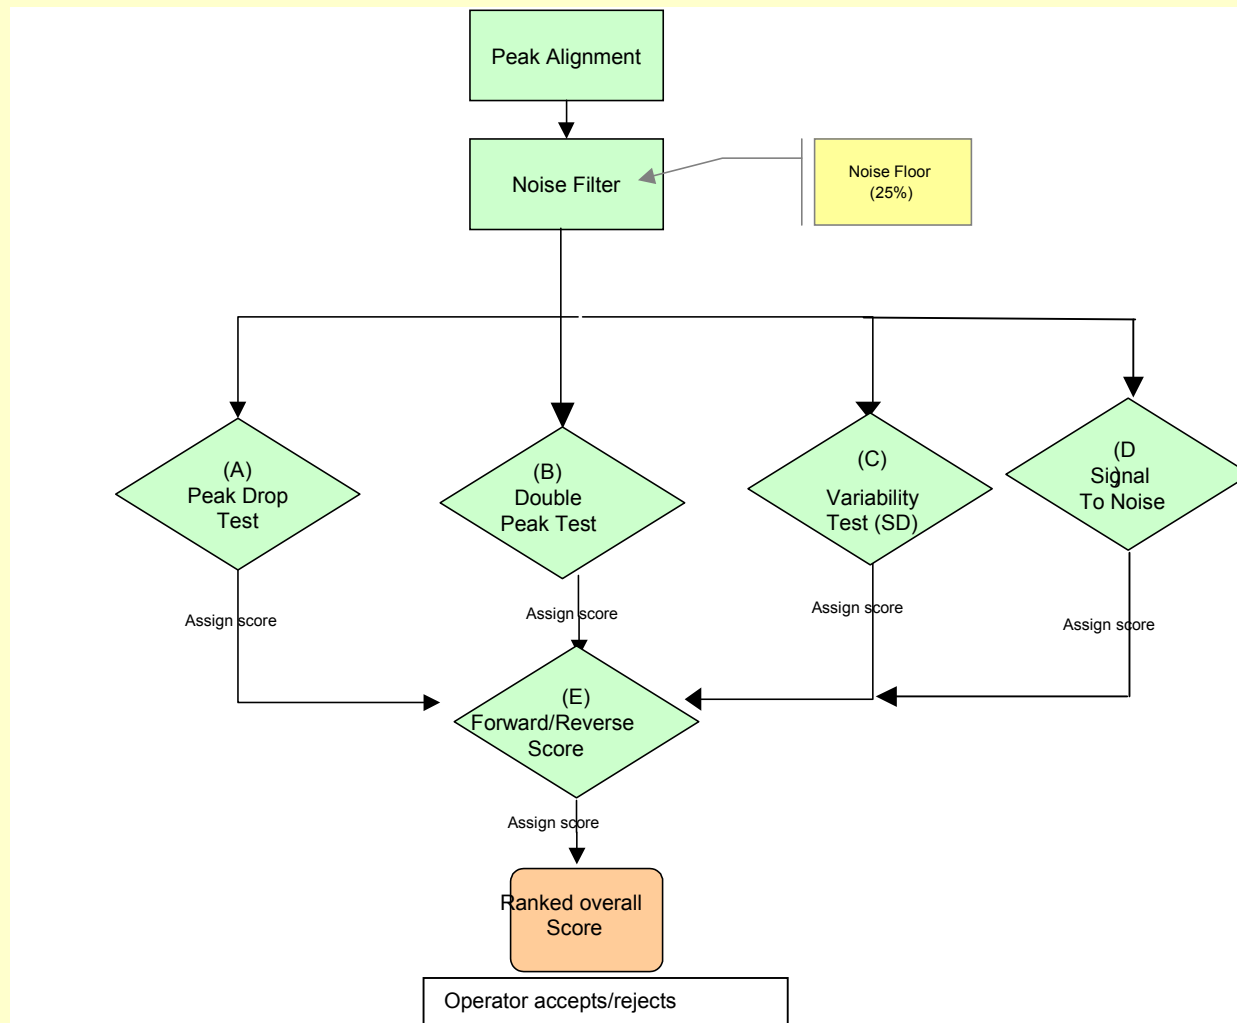 Peak Alignment
Noise Filter
Noise Floor
(25%)
(A)
Peak Drop
Test
(B)
Double
Peak Test
(C)
Variability
Test (SD)
(D
)
Signal
To Noise
Assign score
Assign score
Assign score
Assign score
(E)
Forward/Reverse
Score
Assign score
Ranked overall
Score
Operator accepts/rejects